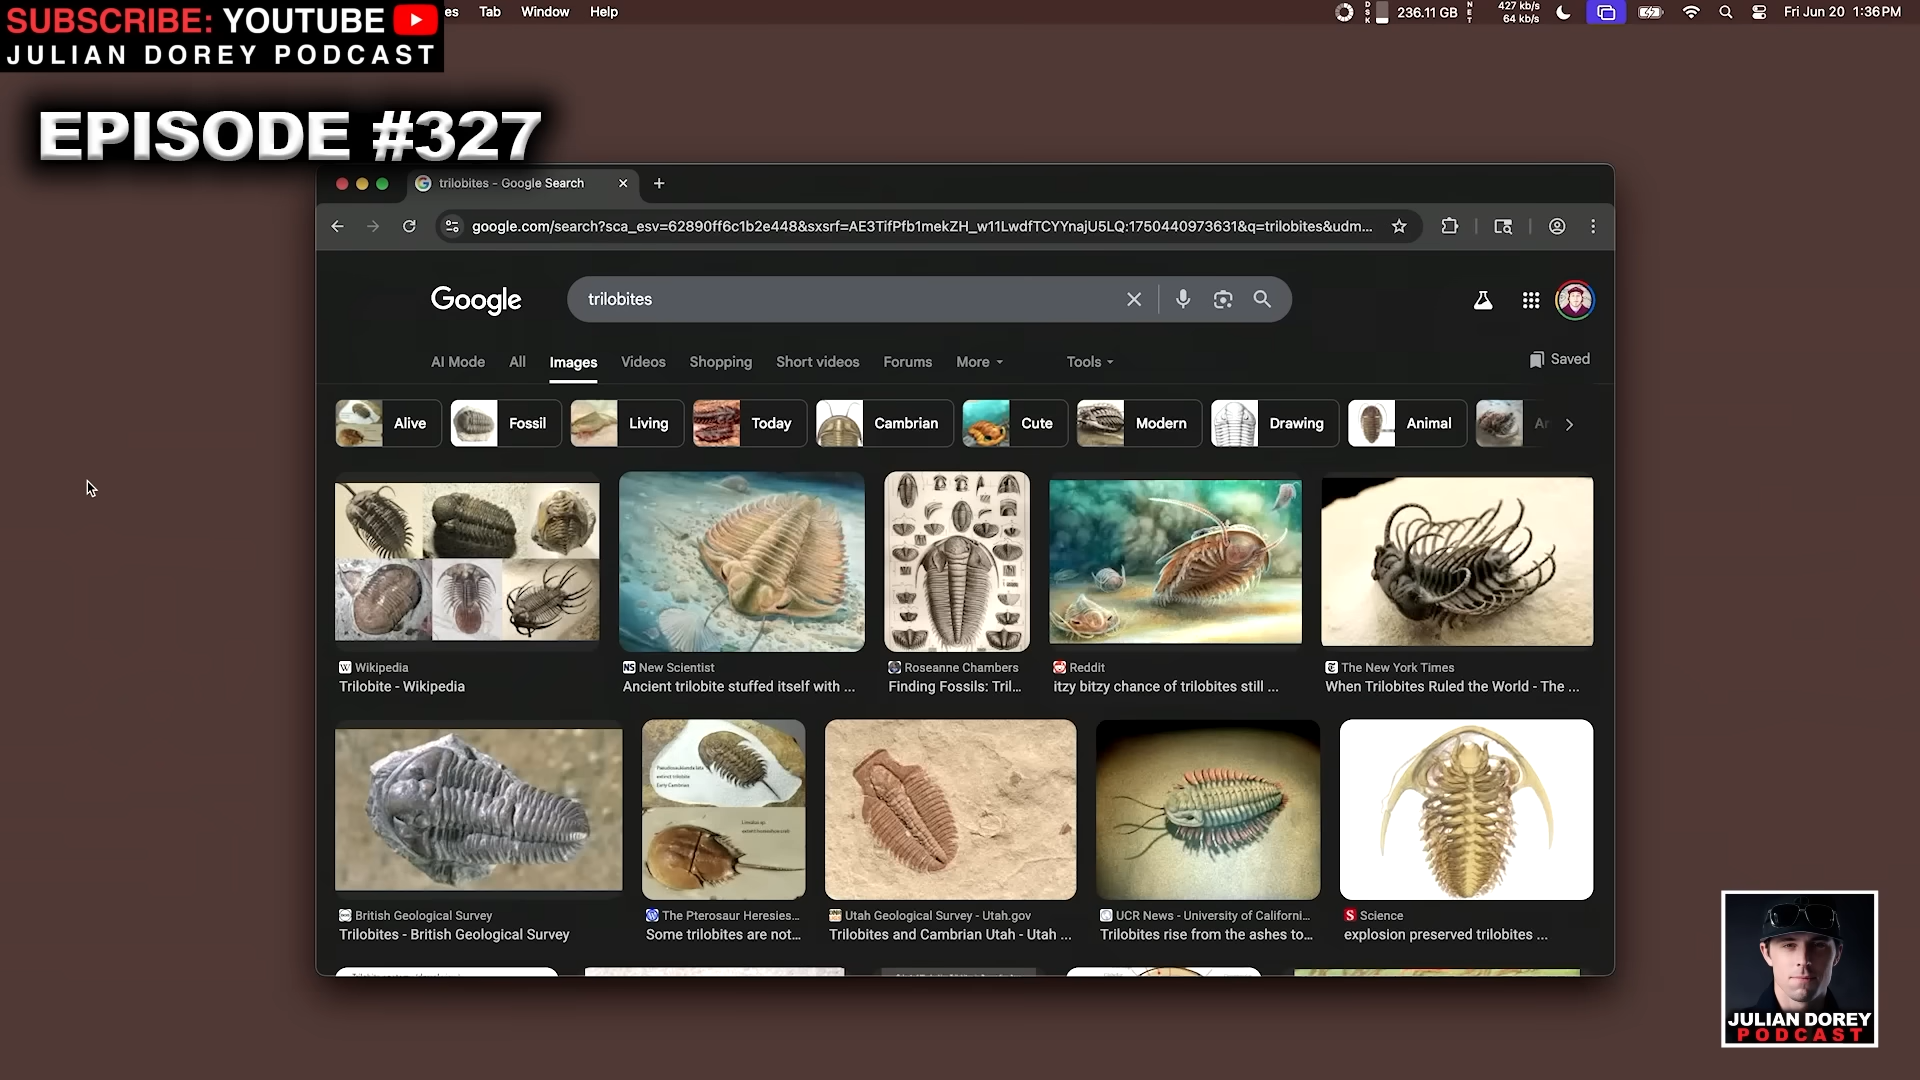 SUBSCRIBE: YOUTUBE
JULIAN DOREY PODCAST
es Tab Window Help
236.11 GB 427 kb/s 64 kb/s Fri Jun 20 1:36 PM
EPISODE #327
trilobites - Google Search
google.com/search?sca_esv=62890ff6c1b2e448&sxsrf=AE3TifPfb1mekZH_w11LwdfTCYYnajU5LQ:1750440973631&q=trilobites&udm...
Google
trilobites
AI Mode All Images Videos Shopping Short videos Forums More Tools Saved
Alive Fossil Living Today Cambrian Cute Modern Drawing Animal
Wikipedia
Trilobite - Wikipedia
New Scientist
Ancient trilobite stuffed itself with ...
Roseanne Chambers
Finding Fossils: Tril...
Reddit
itzy bitzy chance of trilobites still ...
The New York Times
When Trilobites Ruled the World - The ...
British Geological Survey
Trilobites - British Geological Survey
The Pterosaur Heresies...
Some trilobites are not...
Utah Geological Survey - Utah.gov
Trilobites and Cambrian Utah - Utah ...
UCR News - University of Californi...
Trilobites rise from the ashes to...
Science
explosion preserved trilobites ...
JULIAN DOREY
PODCAST